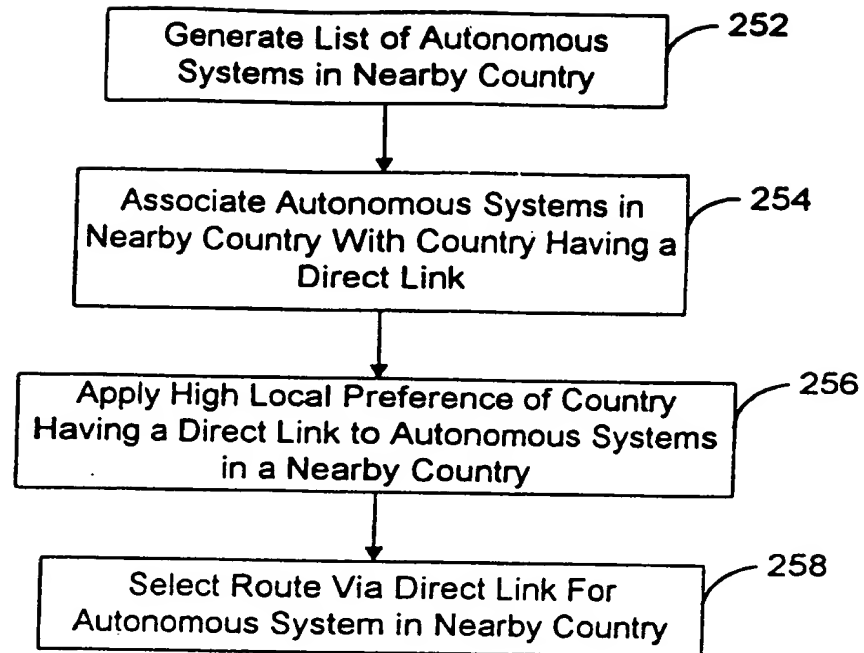 Generate List of Autonomous
Systems in Nearby Country
252
Associate Autonomous Systems in
Nearby Country With Country Having a
Direct Link
254
Apply High Local Preference of Country
Having a Direct Link to Autonomous Systems
in a Nearby Country
256
Select Route Via Direct Link For
Autonomous System in Nearby Country
258